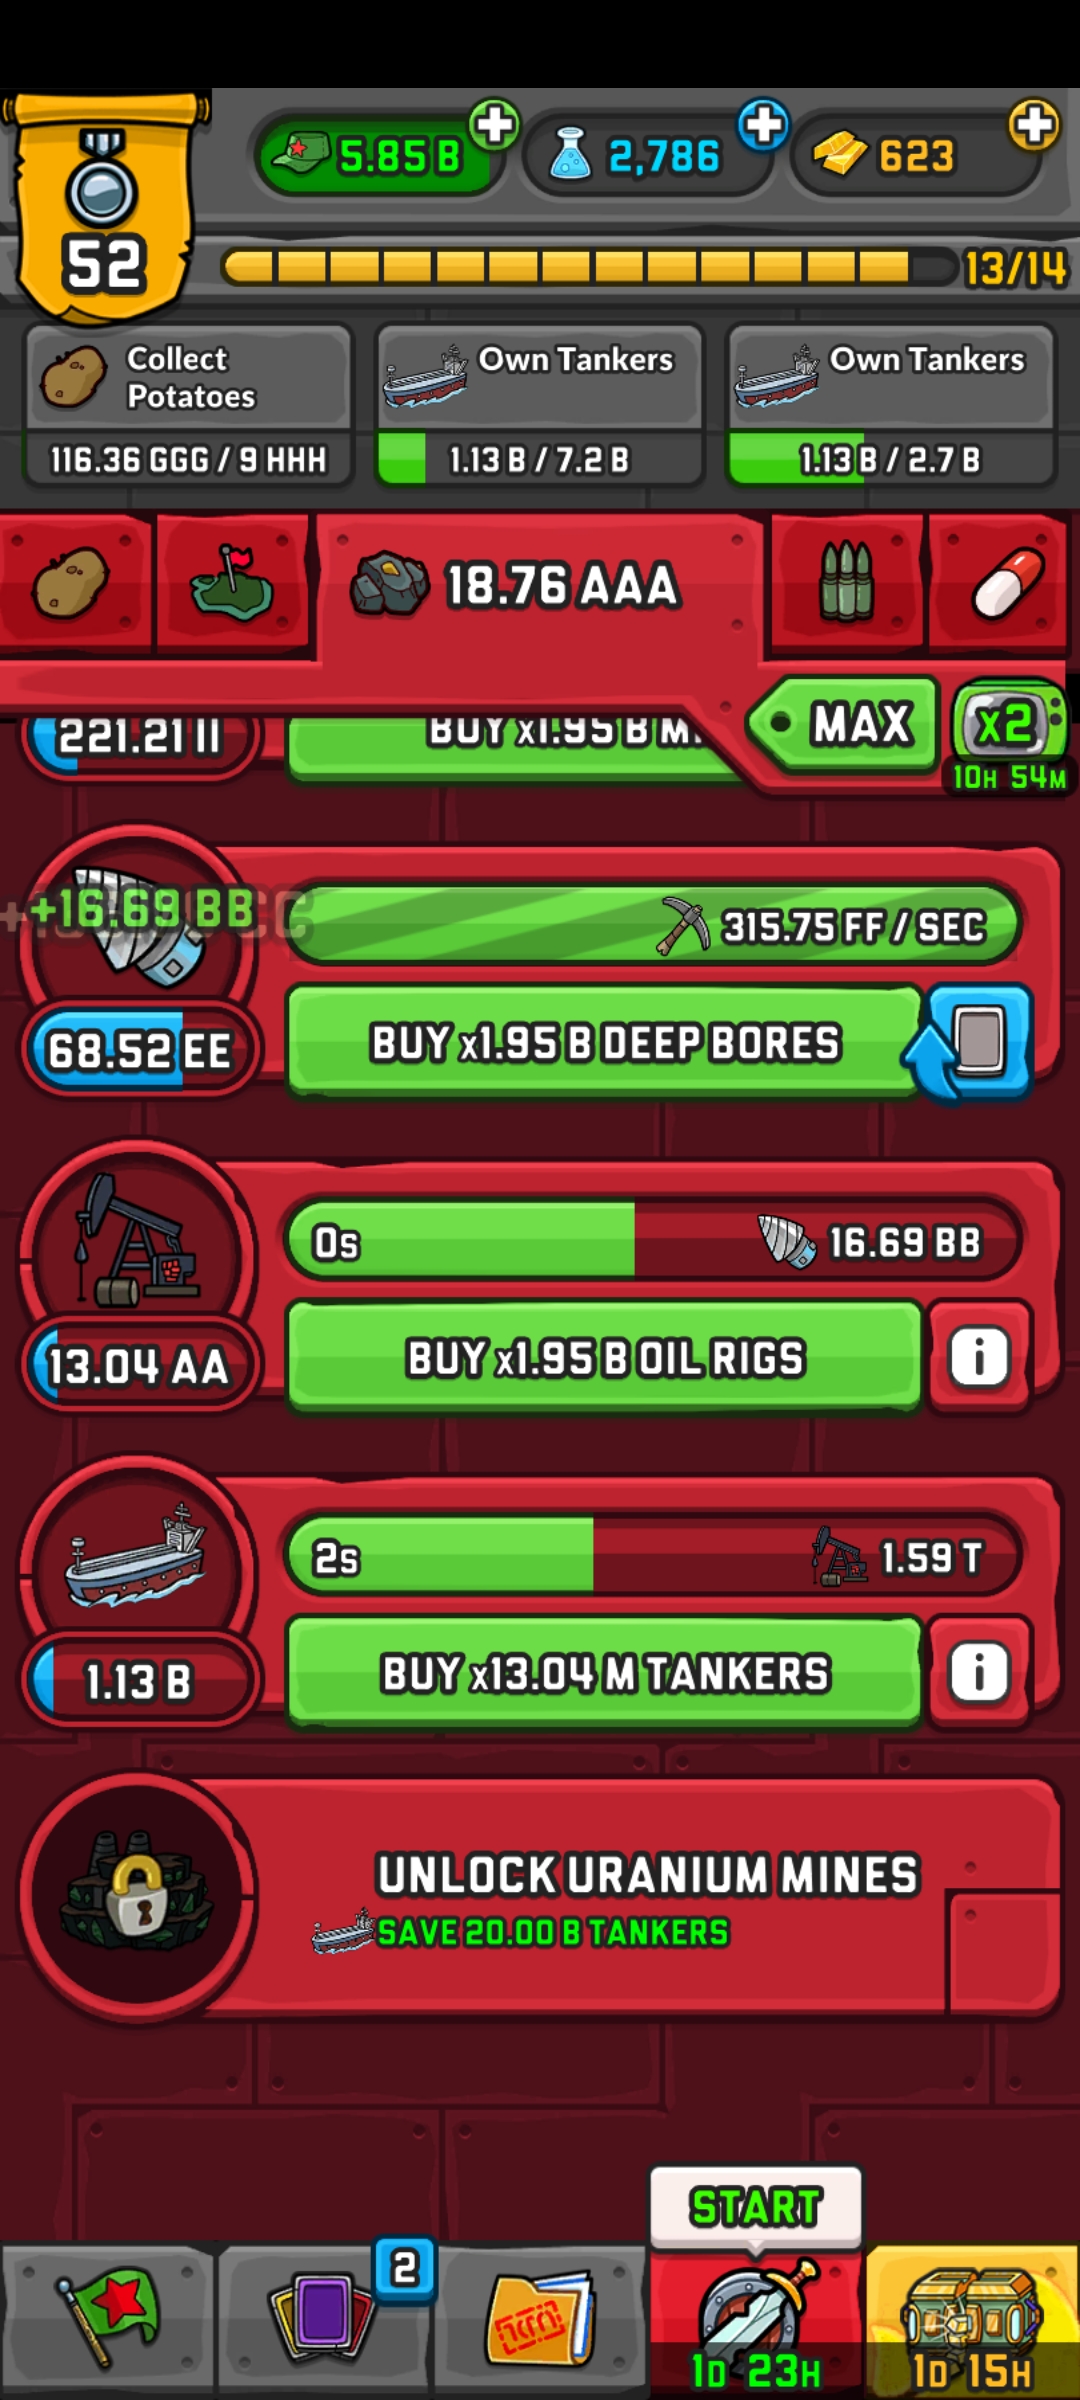 5.85 B
2,786
623
52
13/14
Collect
Potatoes
116.36 GGG / 9 HHH
Own Tankers
1.13 B / 7.2 B
Own Tankers
1.13 B / 2.7 B
18.76 AAA
MAX
x2
10H 54M
221.21 II
BUY x1.95 B
+16.69 BB
315.75 FF / SEC
68.52 EE
BUY x1.95 B DEEP BORES
0s
16.69 BB
13.04 AA
BUY x1.95 B OIL RIGS
i
2s
1.59 T
1.13 B
BUY x13.04 M TANKERS
i
UNLOCK URANIUM MINES
SAVE 20.00 B TANKERS
START
2
1D 23H
1D 15H